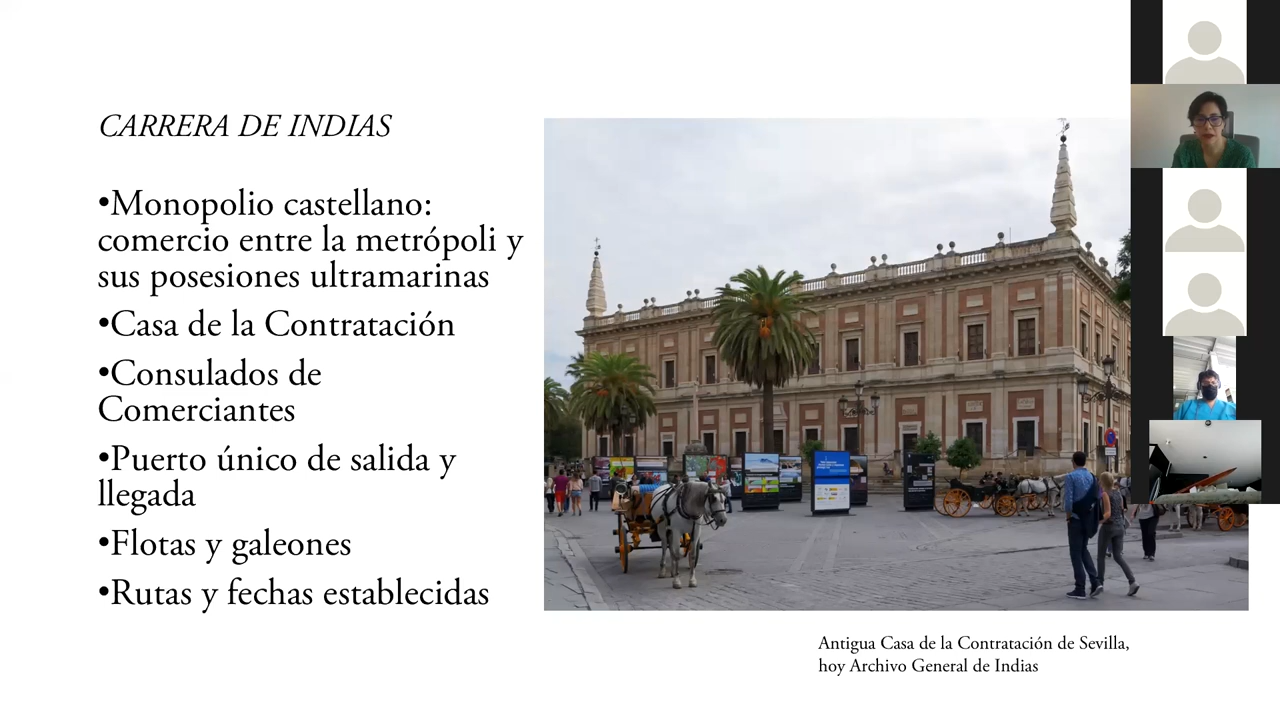 CARRERA DE INDIAS
•Monopolio castellano:
comercio entre la metrópoli y
sus posesiones ultramarinas
•Casa de la Contratación
•Consulados de
Comerciantes
•Puerto único de salida y
llegada
•Flotas y galeones
•Rutas y fechas establecidas
Antigua Casa de la Contratación de Sevilla,
hoy Archivo General de Indias